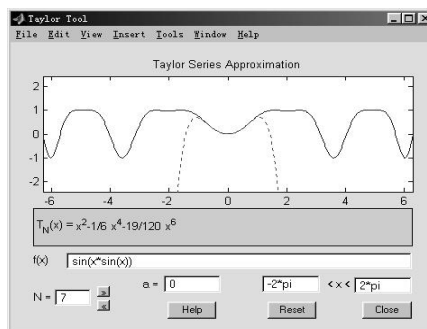 Taylor Tool
File Edit View Insert Tools Window Help
Taylor Series Approximation
2
1
0
-1
-2
-6 -4 -2 0 2 4 6
T_N(x) = x^2-1/6 x^4-19/120 x^6
f(x) sin(x*sin(x))
N = 7 a = 0 -2*pi < x < 2*pi
Help Reset Close